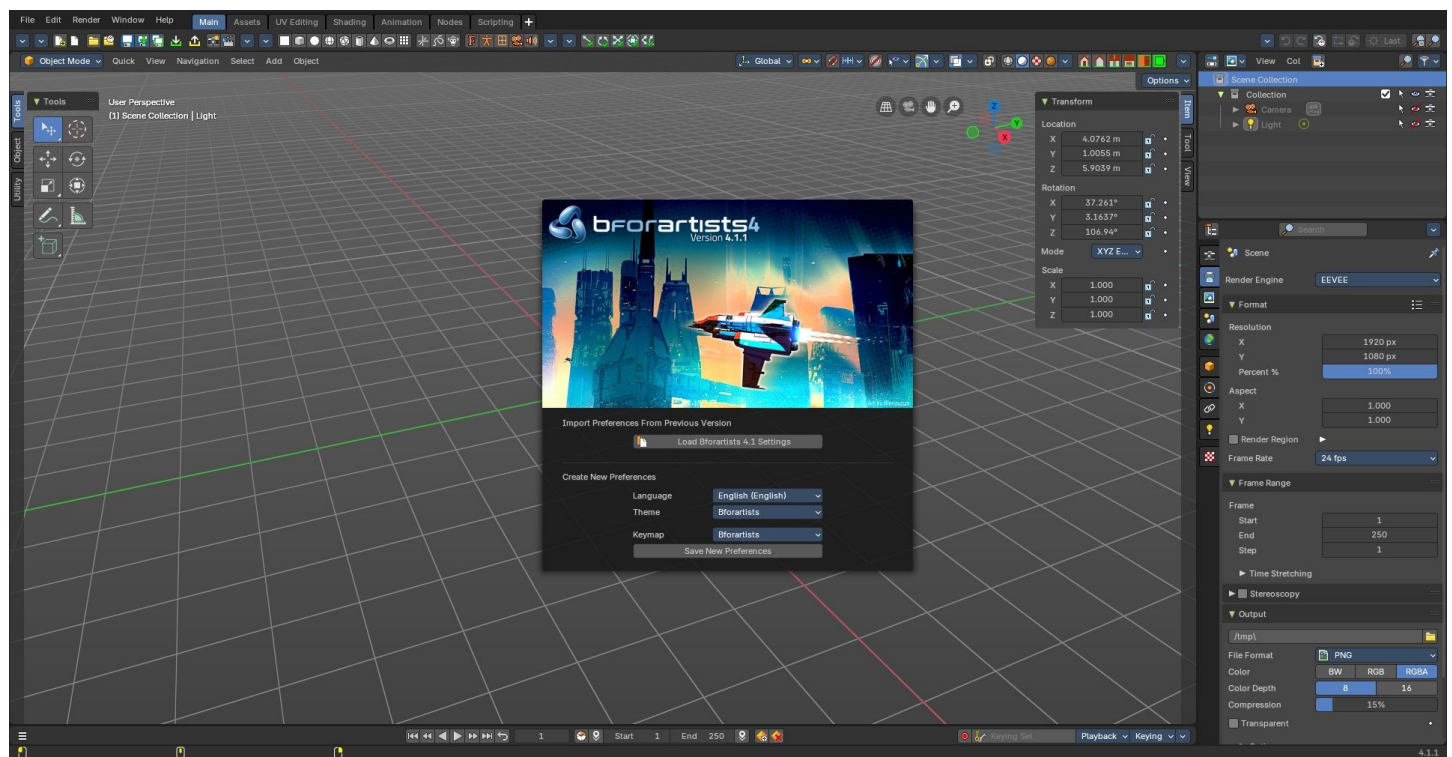 File Edit Render Window Help Main Assets UV Editing Shading Animation Nodes Scripting
Last
Object Mode Quick View Navigation Select Add Object Global
View Col
Options
Tools
User Perspective
(1) Scene Collection | Light
Tools
Object
Utility
Z
Y
X
Transform
Location
X 4.0762 m
Y 1.0055 m
Z 5.9039 m
Rotation
X 37.261°
Y 3.1637°
Z 106.94°
Mode XYZ E...
Scale
X 1.000
Y 1.000
Z 1.000
Item
Tool
View
Scene Collection
Collection
Camera
Light
bforartists4
Version 4.1.1
Import Preferences From Previous Version
Load Bforartists 4.1 Settings
Create New Preferences
Language English (English)
Theme Bforartists
Keymap Bforartists
Save New Preferences
Search
Scene
Render Engine EEVEE
Format
Resolution
X 1920 px
Y 1080 px
Percent % 100%
Aspect
X 1.000
Y 1.000
Render Region
Frame Rate 24 fps
Frame Range
Frame
Start 1
End 250
Step 1
Time Stretching
Stereoscopy
Output
/tmp\
File Format PNG
Color BW RGB RGBA
Color Depth 8 16
Compression 15%
Transparent
1 Start 1 End 250 Keying Set Playback Keying
4.1.1